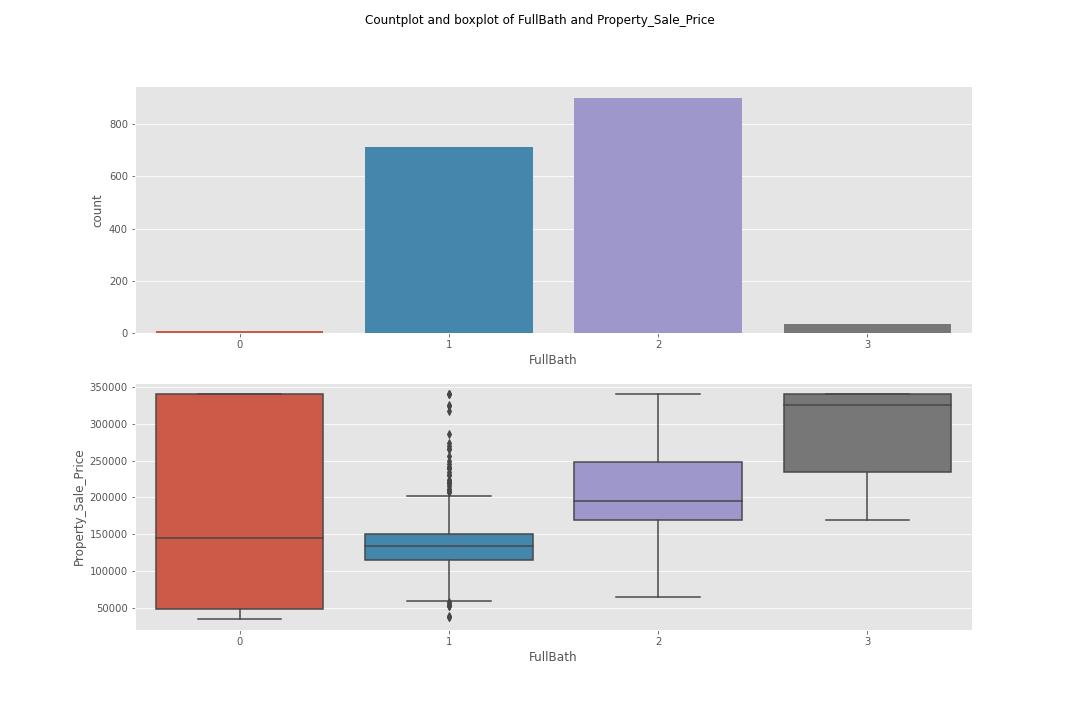 Countplot and boxplot of FullBath and Property_Sale_Price
800
600
400
200
0
count
0 1 2 3
FullBath
350000
300000
250000
200000
150000
100000
50000
Property_Sale_Price
0 1 2 3
FullBath